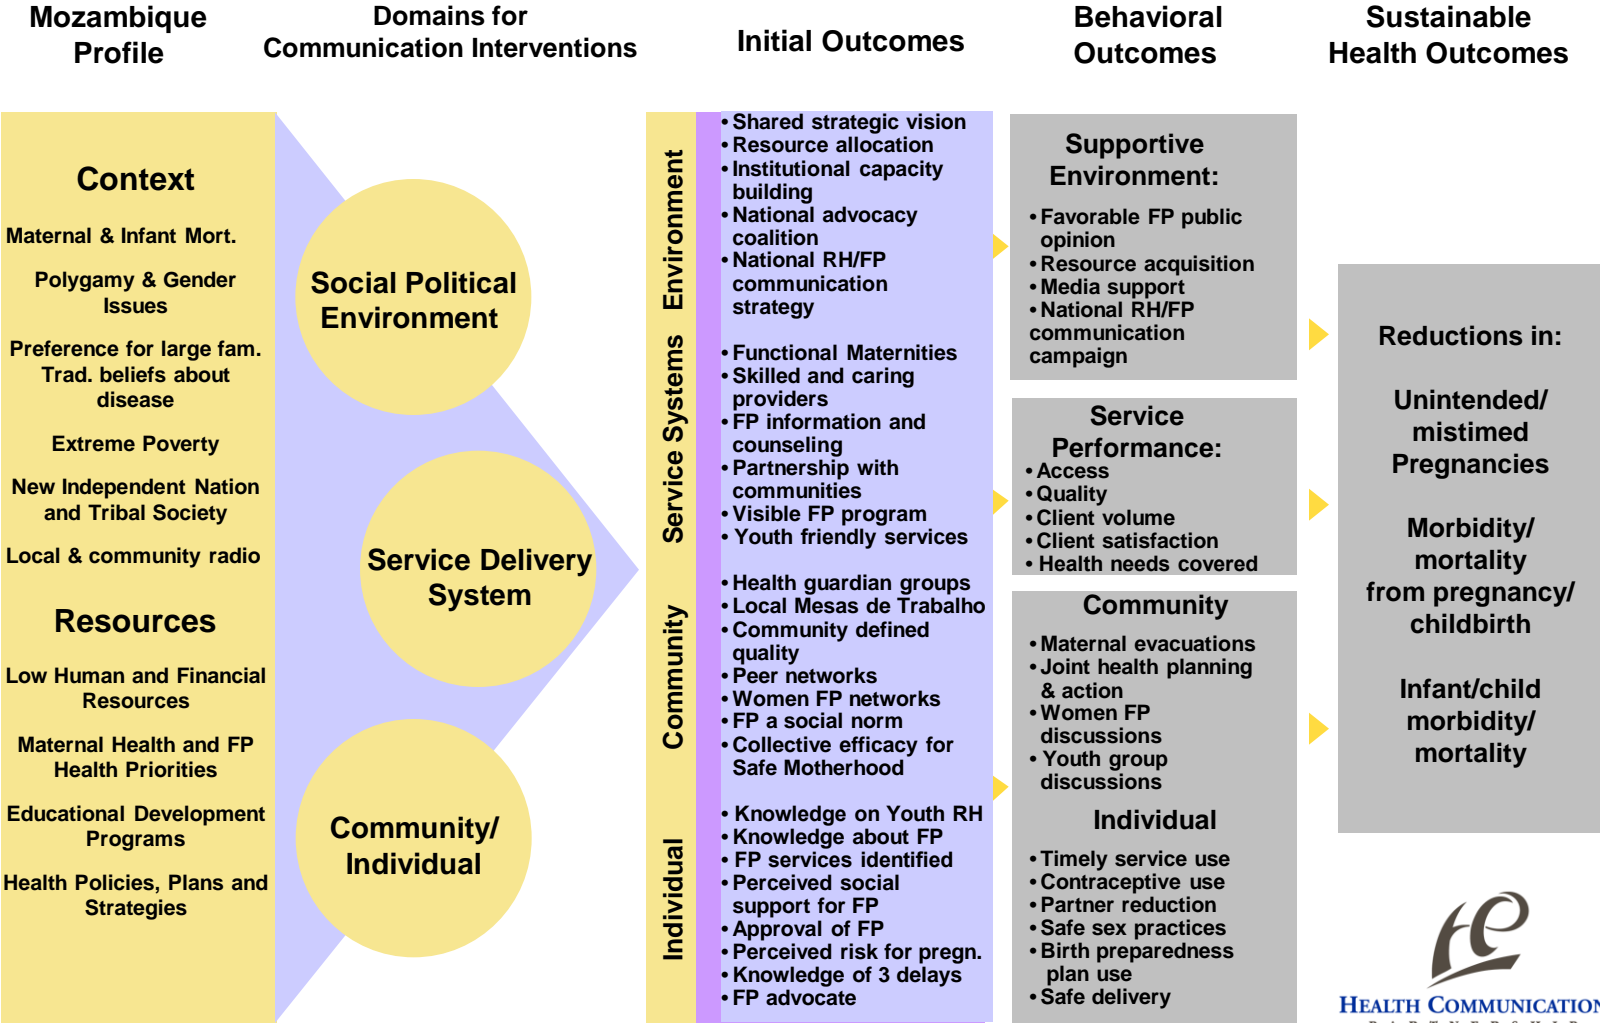 Mozambique
Profile
Domains for
Communication Interventions
Initial Outcomes
Behavioral
Outcomes
Sustainable
Health Outcomes
Context
Maternal & Infant Mort.
Polygamy & Gender
Issues
Preference for large fam.
Trad. beliefs about
disease
Extreme Poverty
New Independent Nation
and Tribal Society
Local & community radio
Resources
Low Human and Financial
Resources
Maternal Health and FP
Health Priorities
Educational Development
Programs
Health Policies, Plans and
Strategies
Social Political
Environment
Service Delivery
System
Community/
Individual
Environment
• Shared strategic vision
• Resource allocation
• Institutional capacity
building
• National advocacy
coalition
• National RH/FP
communication
strategy
Service Systems
• Functional Maternities
• Skilled and caring
providers
• FP information and
counseling
• Partnership with
communities
• Visible FP program
• Youth friendly services
Community
• Health guardian groups
• Local Mesas de Trabalho
• Community defined
quality
• Peer networks
• Women FP networks
• FP a social norm
• Collective efficacy for
Safe Motherhood
Individual
• Knowledge on Youth RH
• Knowledge about FP
• FP services identified
• Perceived social
support for FP
• Approval of FP
• Perceived risk for pregn.
• Knowledge of 3 delays
• FP advocate
Supportive
Environment:
• Favorable FP public
opinion
• Resource acquisition
• Media support
• National RH/FP
communication
campaign
Service
Performance:
• Access
• Quality
• Client volume
• Client satisfaction
• Health needs covered
Community
• Maternal evacuations
• Joint health planning
& action
• Women FP
discussions
• Youth group
discussions
Individual
• Timely service use
• Contraceptive use
• Partner reduction
• Safe sex practices
• Birth preparedness
plan use
• Safe delivery
Reductions in:
Unintended/
mistimed
Pregnancies
Morbidity/
mortality
from pregnancy/
childbirth
Infant/child
morbidity/
mortality
HEALTH COMMUNICATION